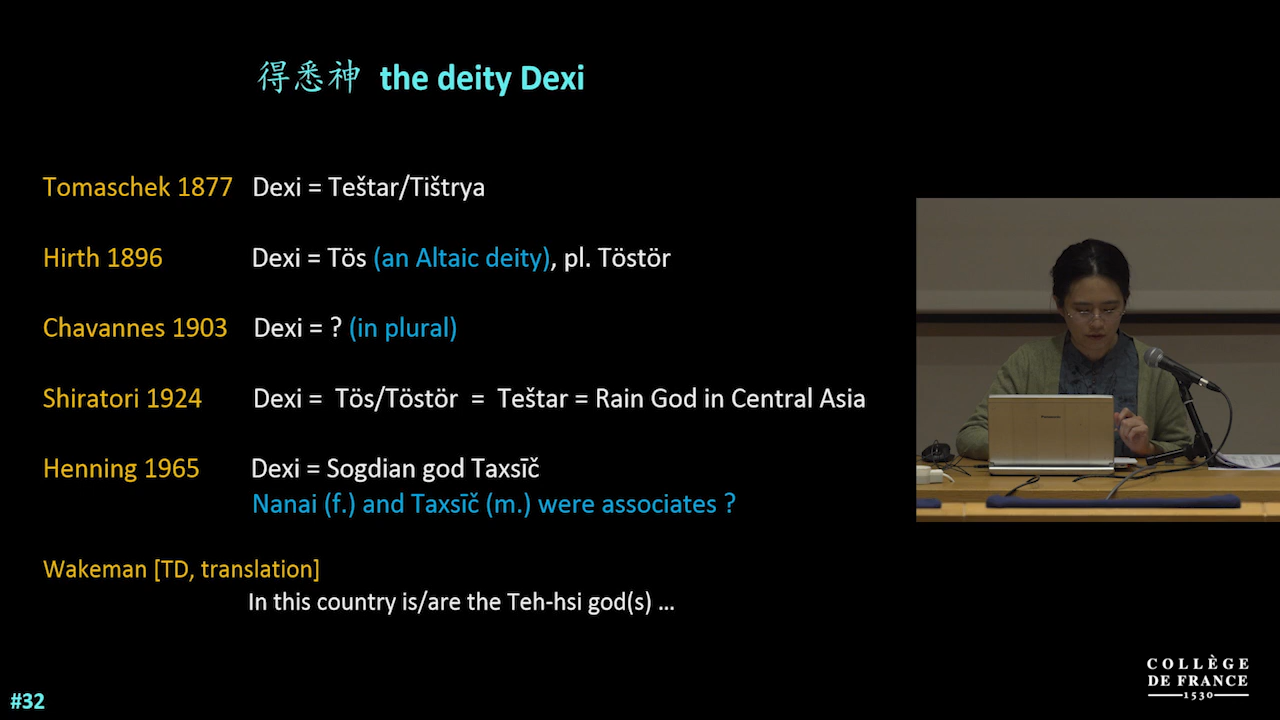 得悉神 the deity Dexi
Tomaschek 1877 Dexi = Teštar/Tištrya
Hirth 1896 Dexi = Tös (an Altaic deity), pl. Töstör
Chavannes 1903 Dexi = ? (in plural)
Shiratori 1924 Dexi = Tös/Töstör = Teštar = Rain God in Central Asia
Henning 1965 Dexi = Sogdian god Taxsīč
Nanai (f.) and Taxsīč (m.) were associates ?
Wakeman [TD, translation]
In this country is/are the Teh-hsi god(s) ...
#32
COLLÈGE
DE FRANCE
1530